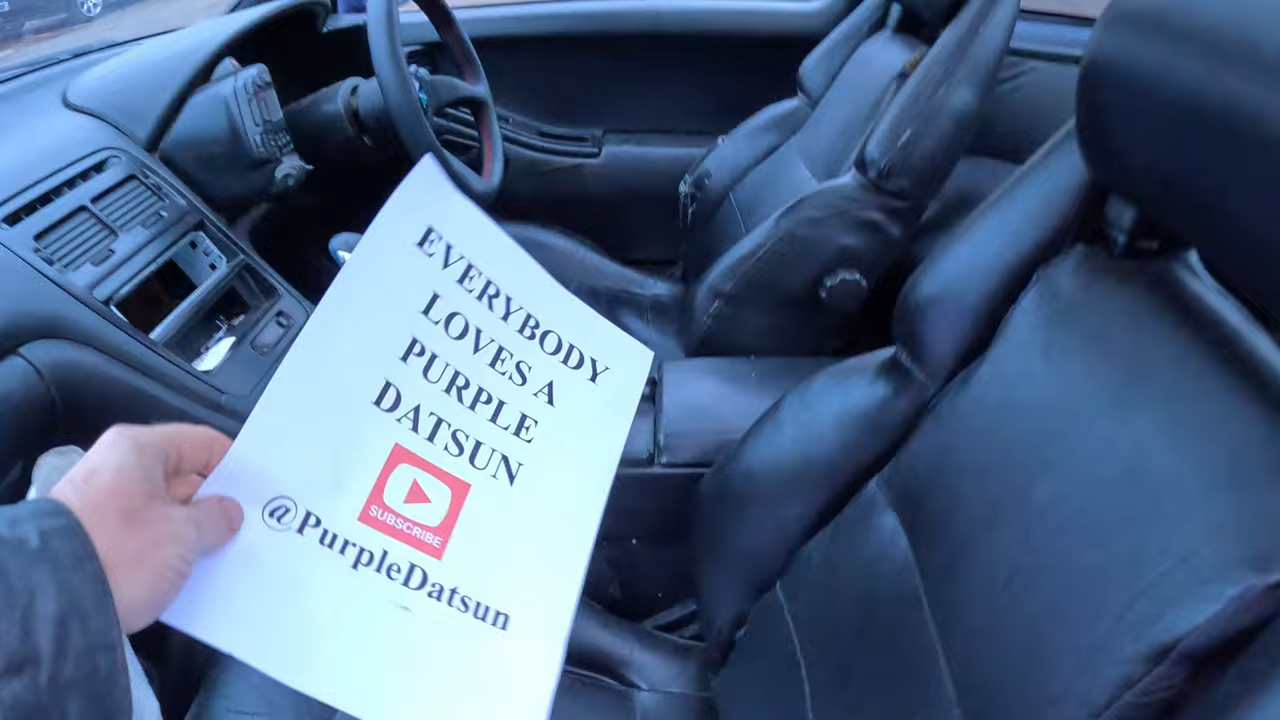 EVERYBODY
LOVES A
PURPLE
DATSUN
SUBSCRIBE
@PurpleDatsun